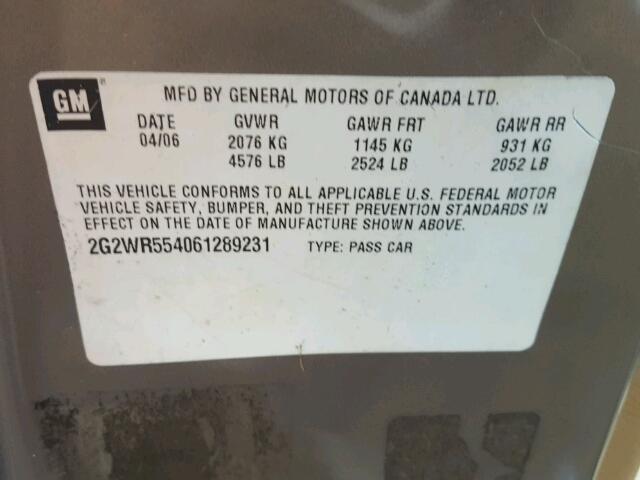 GM
MFD BY GENERAL MOTORS OF CANADA LTD.
DATE GVWR GAWR FRT GAWR RR
04/06 2076 KG 1145 KG 931 KG
4576 LB 2524 LB 2052 LB
THIS VEHICLE CONFORMS TO ALL APPLICABLE U.S. FEDERAL MOTOR
VEHICLE SAFETY, BUMPER, AND THEFT PREVENTION STANDARDS IN
EFFECT ON THE DATE OF MANUFACTURE SHOWN ABOVE.
2G2WR554061289231 TYPE: PASS CAR